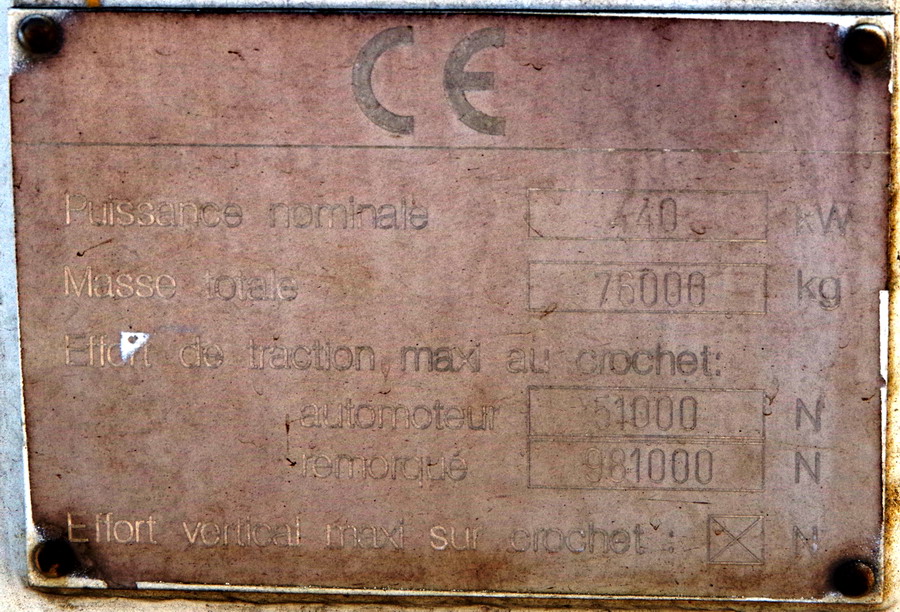 CE
Puissance nominale 440 kW
Masse totale 76000 kg
Effort de traction maxi au crochet:
automoteur 51000 N
remorqué 981000 N
Effort vertical maxi sur crochet : N